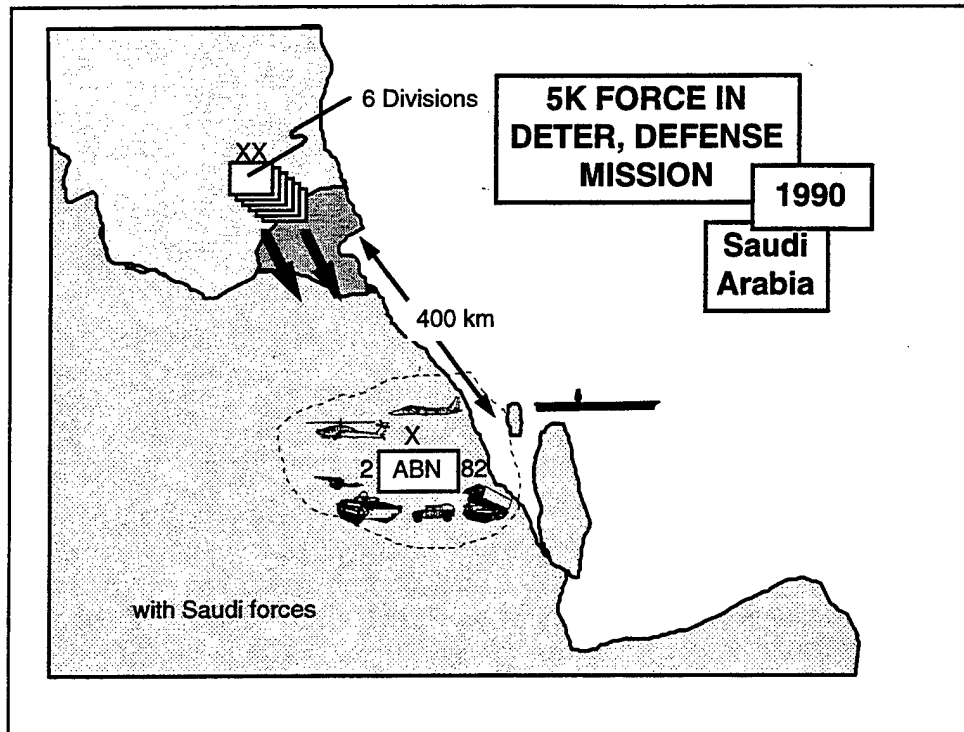 6 Divisions
XX
5K FORCE IN
DETER, DEFENSE
MISSION
1990
Saudi
Arabia
400 km
X
2 ABN 82
with Saudi forces